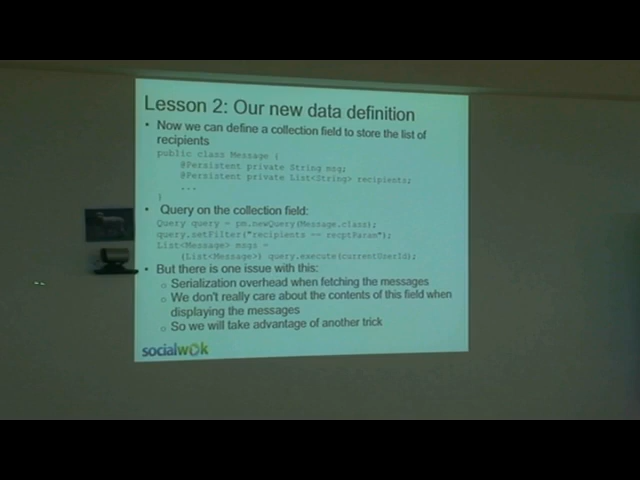 Lesson 2: Our new data definition
• Now we can define a collection field to store the list of
recipients
public class Message {
@Persistent private String msg;
@Persistent private List<String> recipients;
...
}
• Query on the collection field:
Query query = pm.newQuery(Message.class);
query.setFilter("recipients == recptParam");
List<Message> msgs =
(List<Message>) query.execute(currentUserId);
• But there is one issue with this:
o Serialization overhead when fetching the messages
o We don't really care about the contents of this field when
displaying the messages
o So we will take advantage of another trick
socialwok